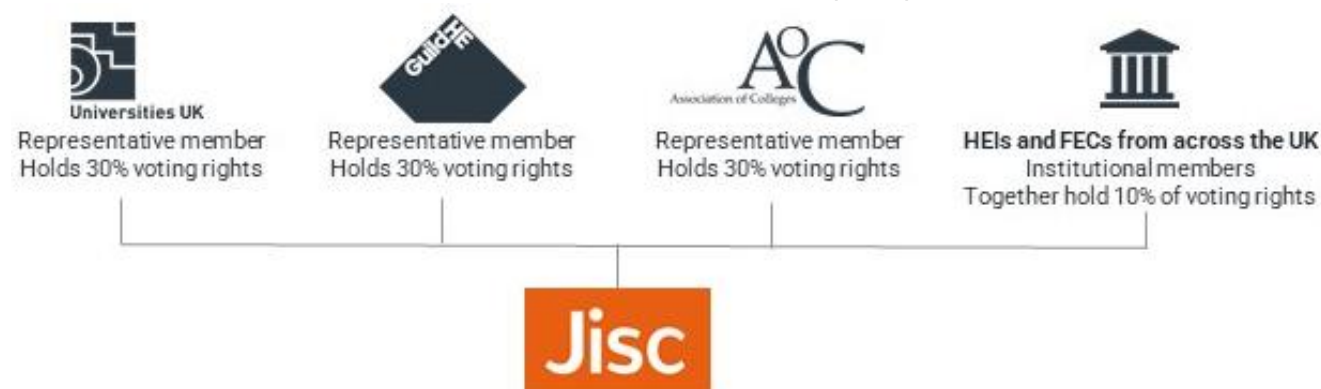 Universities UK
Representative member
Holds 30% voting rights
GuildHE
Representative member
Holds 30% voting rights
AoC
Association of Colleges
Representative member
Holds 30% voting rights
HEIs and FECs from across the UK
Institutional members
Together hold 10% of voting rights
Jisc